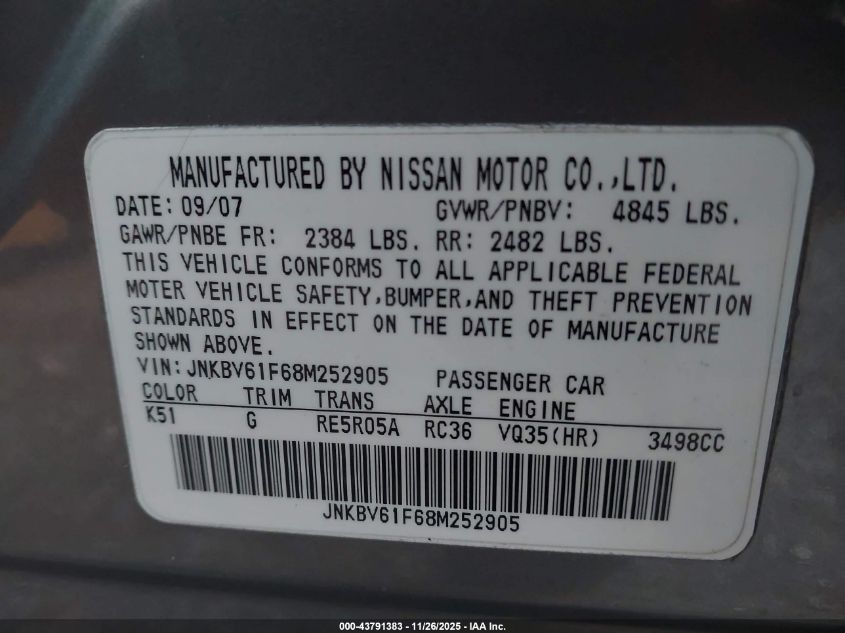 MANUFACTURED BY NISSAN MOTOR CO.,LTD.
DATE: 09/07 GVWR/PNBV: 4845 LBS.
GAWR/PNBE FR: 2384 LBS. RR: 2482 LBS.
THIS VEHICLE CONFORMS TO ALL APPLICABLE FEDERAL
MOTER VEHICLE SAFETY,BUMPER,AND THEFT PREVENTION
STANDARDS IN EFFECT ON THE DATE OF MANUFACTURE
SHOWN ABOVE.
VIN: JNKBV61F68M252905 PASSENGER CAR
COLOR TRIM TRANS AXLE ENGINE
K51 G RE5R05A RC36 VQ35(HR) 3498CC
JNKBV61F68M252905
000-43791383 - 11/26/2025 - IAA Inc.